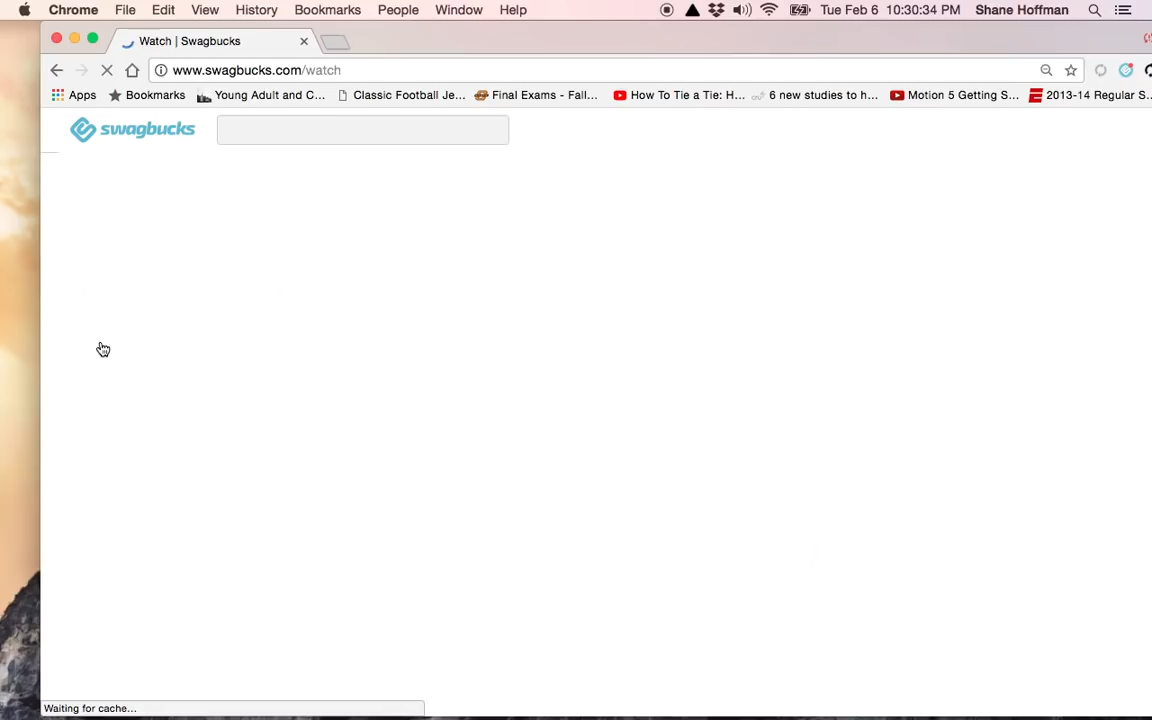 Chrome File Edit View History Bookmarks People Window Help Tue Feb 6 10:30:34 PM Shane Hoffman
Watch | Swagbucks
www.swagbucks.com/watch
Apps Bookmarks Young Adult and C... Classic Football Je... Final Exams - Fall... How To Tie a Tie: H... 6 new studies to h... Motion 5 Getting S... 2013-14 Regular S...
swagbucks
Waiting for cache...